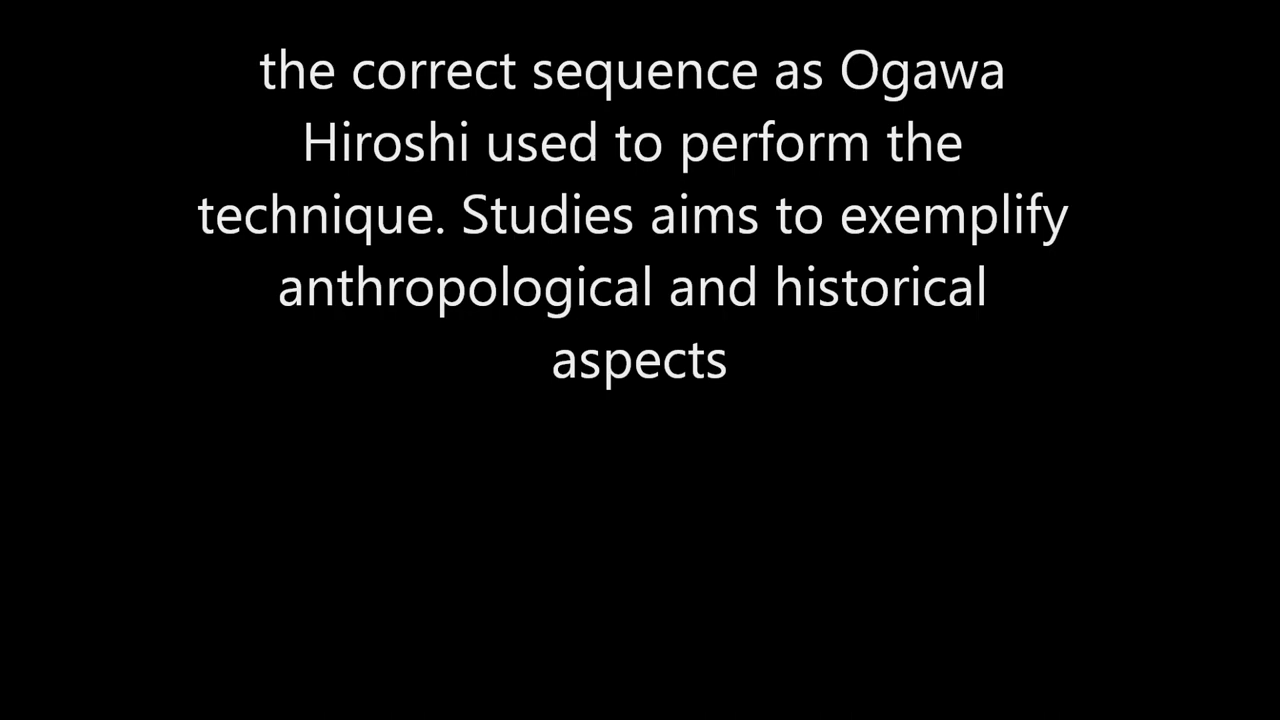 the correct sequence as Ogawa
Hiroshi used to perform the
technique. Studies aims to exemplify
anthropological and historical
aspects